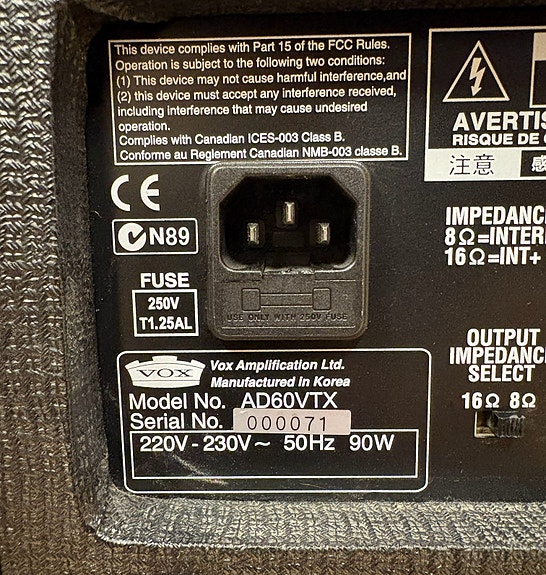 This device complies with Part 15 of the FCC Rules.
Operation is subject to the following two conditions:
(1) This device may not cause harmful interference,and
(2) this device must accept any interference received,
including interference that may cause undesired
operation.
Complies with Canadian ICES-003 Class B.
Conforme au Reglement Canadian NMB-003 classe B.
AVERTIS
RISQUE DE
注意 感
CE
N89
FUSE
250V
T1.25AL
USE ONLY WITH 250V FUSE
IMPEDANC
8Ω=INTER
16Ω=INT+
OUTPUT
IMPEDANC
SELECT
16Ω 8Ω
VOX Vox Amplification Ltd.
Manufactured in Korea
Model No. AD60VTX
Serial No. 000071
220V - 230V～ 50Hz 90W